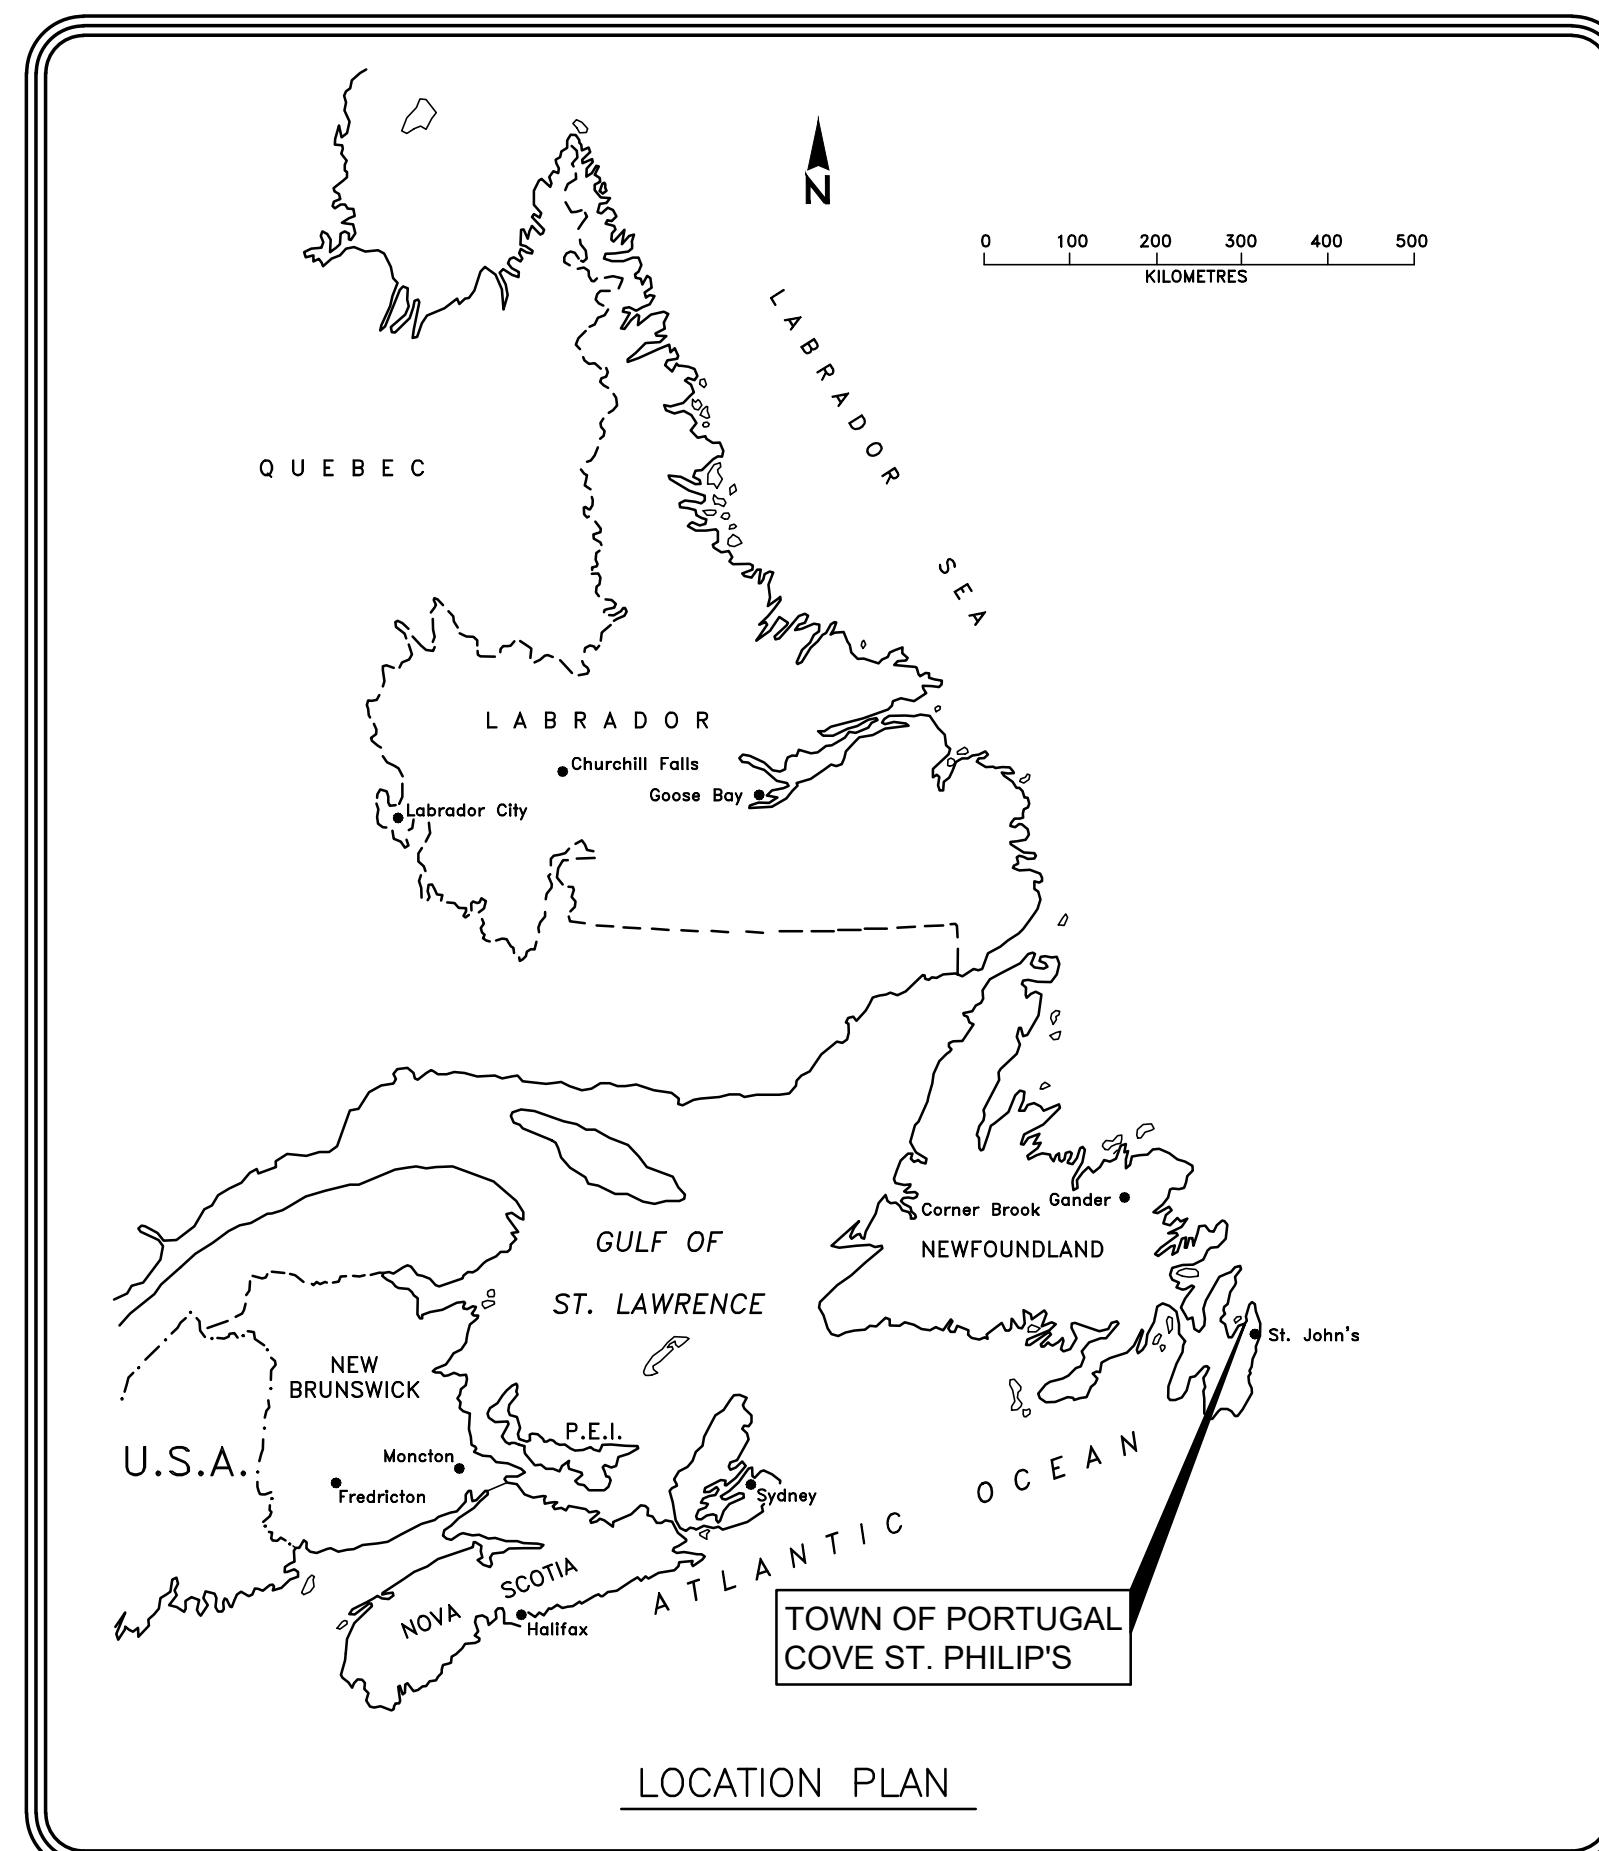 N
0 100 200 300 400 500
KILOMETRES
LABRADOR SEA
QUEBEC
LABRADOR
Churchill Falls
Goose Bay
Labrador City
Corner Brook
Gander
NEWFOUNDLAND
GULF OF
ST. LAWRENCE
St. John's
NEW
BRUNSWICK
P.E.I.
U.S.A.
Moncton
Fredricton
Sydney
ATLANTIC OCEAN
NOVA SCOTIA
Halifax
TOWN OF PORTUGAL
COVE ST. PHILIP'S
LOCATION PLAN